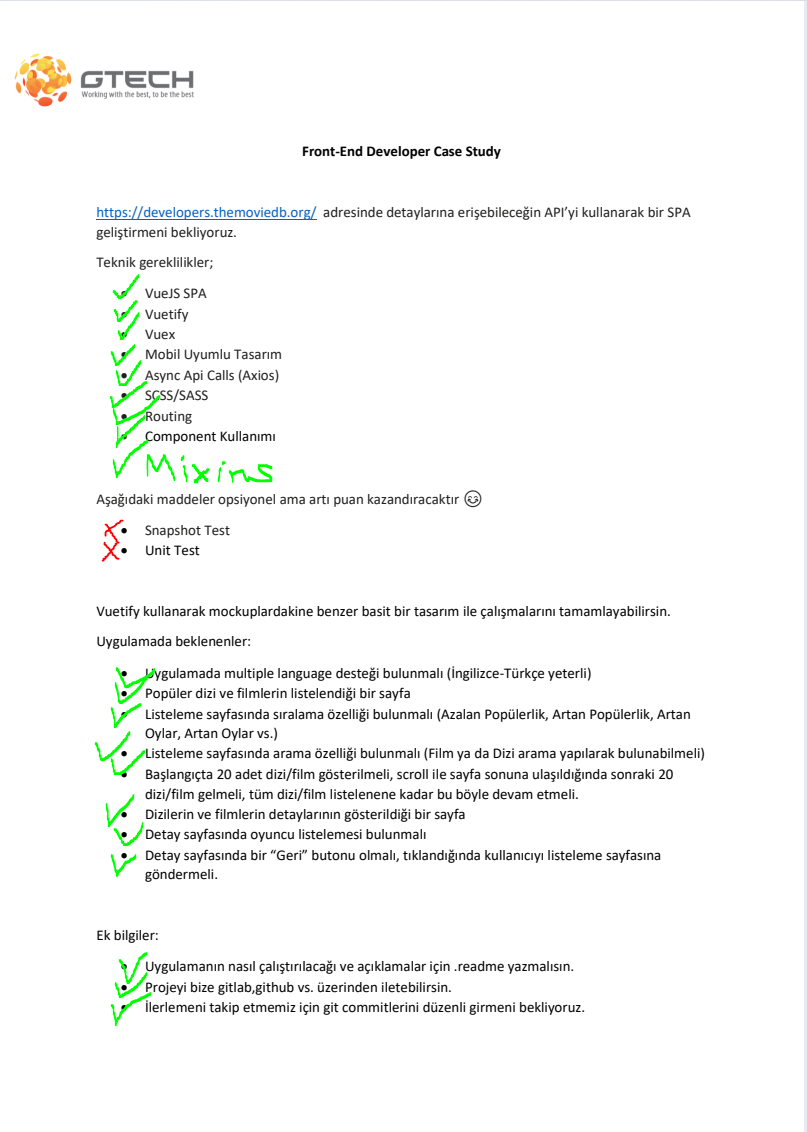 GTECH
Working with the best, to be the best
Front-End Developer Case Study
https://developers.themoviedb.org/ adresinde detaylarına erişebileceğin API’yi kullanarak bir SPA
geliştirmeni bekliyoruz.
Teknik gereklilikler;
VueJS SPA
Vuetify
Vuex
Mobil Uyumlu Tasarım
Async Api Calls (Axios)
SCSS/SASS
Routing
Component Kullanımı
Mixins
Aşağıdaki maddeler opsiyonel ama artı puan kazandıracaktır 😊
Snapshot Test
Unit Test
Vuetify kullanarak mockuplardakine benzer basit bir tasarım ile çalışmalarını tamamlayabilirsin.
Uygulamada beklenenler:
Uygulamada multiple language desteği bulunmalı (İngilizce-Türkçe yeterli)
Popüler dizi ve filmlerin listelendiği bir sayfa
Listeleme sayfasında sıralama özelliği bulunmalı (Azalan Popülerlik, Artan Popülerlik, Artan
Oylar, Artan Oylar vs.)
Listeleme sayfasında arama özelliği bulunmalı (Film ya da Dizi arama yapılarak bulunabilmeli)
Başlangıçta 20 adet dizi/film gösterilmeli, scroll ile sayfa sonuna ulaşıldığında sonraki 20
dizi/film gelmeli, tüm dizi/film listelenene kadar bu böyle devam etmeli.
Dizilerin ve filmlerin detaylarının gösterildiği bir sayfa
Detay sayfasında oyuncu listelemesi bulunmalı
Detay sayfasında bir “Geri” butonu olmalı, tıklandığında kullanıcıyı listeleme sayfasına
göndermeli.
Ek bilgiler:
Uygulamanın nasıl çalıştırılacağı ve açıklamalar için .readme yazmalısın.
Projeyi bize gitlab,github vs. üzerinden iletebilirsin.
İlerlemeni takip etmemiz için git commitlerini düzenli girmeni bekliyoruz.